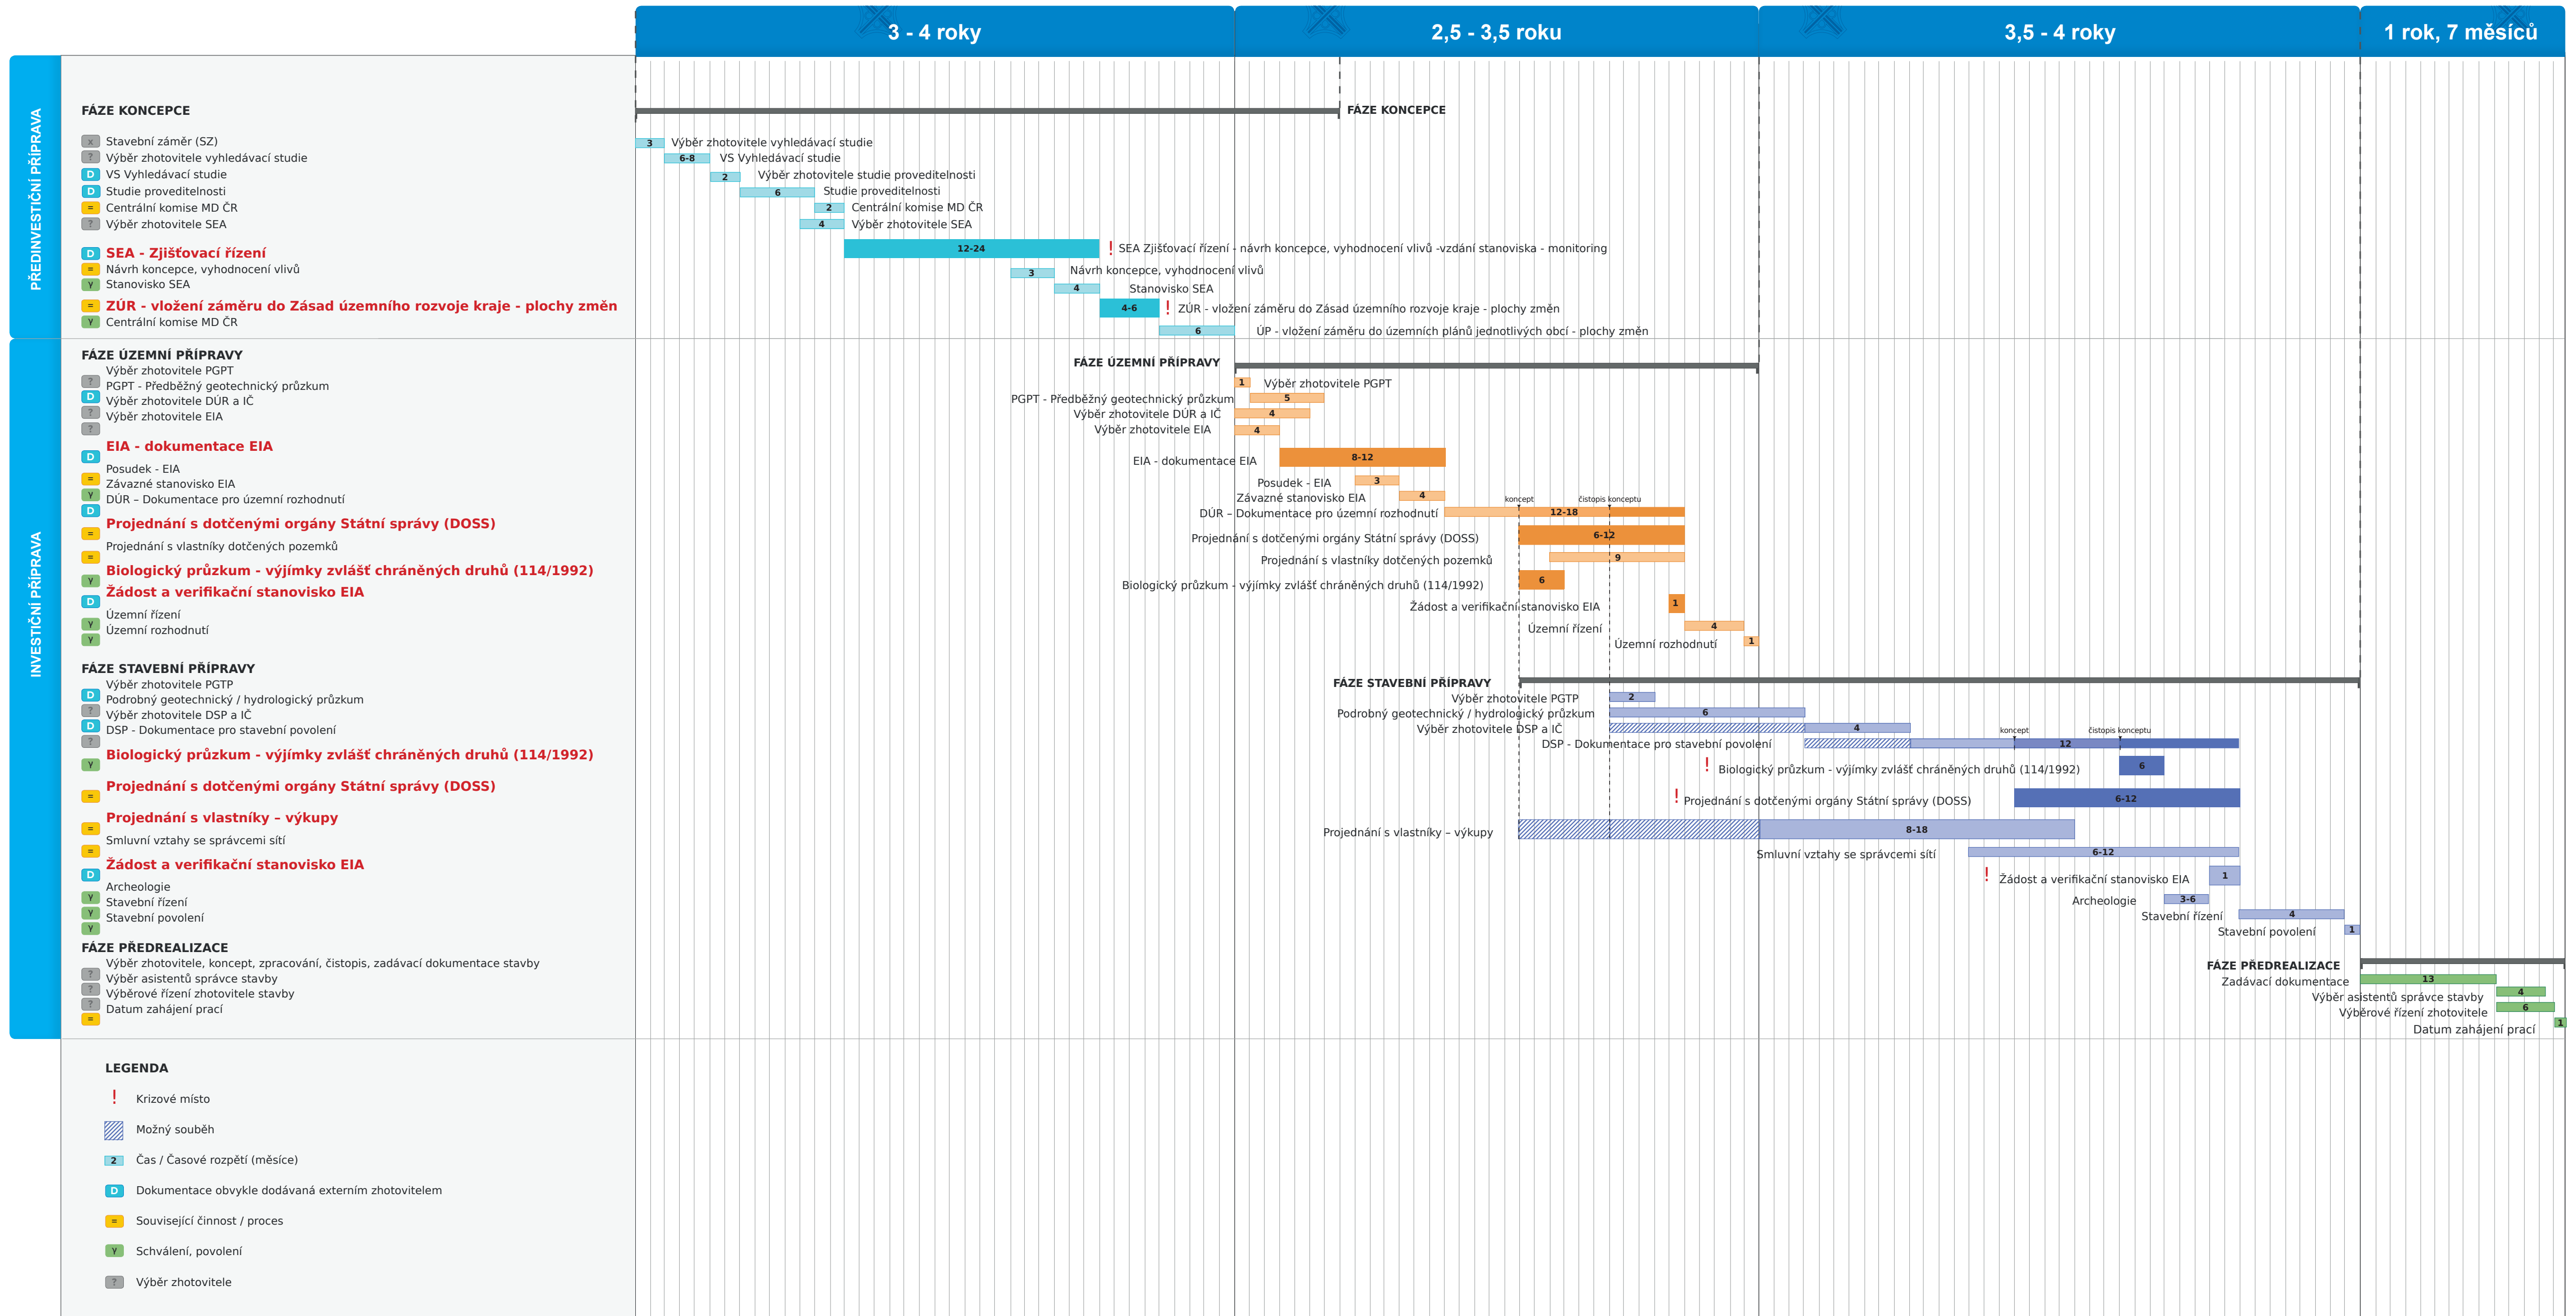 3 - 4 roky
2,5 - 3,5 roku
3,5 - 4 roky
1 rok, 7 měsíců
PŘEDINVESTIČNÍ PŘÍPRAVA
FÁZE KONCEPCE
x Stavební záměr (SZ)
? Výběr zhotovitele vyhledávací studie
D VS Vyhledávací studie
D Studie proveditelnosti
= Centrální komise MD ČR
? Výběr zhotovitele SEA
D SEA - Zjišťovací řízení
= Návrh koncepce, vyhodnocení vlivů
γ Stanovisko SEA
= ZÚR - vložení záměru do Zásad územního rozvoje kraje - plochy změn
γ Centrální komise MD ČR
FÁZE KONCEPCE
3 Výběr zhotovitele vyhledávací studie
6-8 VS Vyhledávací studie
2 Výběr zhotovitele studie proveditelnosti
6 Studie proveditelnosti
2 Centrální komise MD ČR
4 Výběr zhotovitele SEA
12-24 ! SEA Zjišťovací řízení - návrh koncepce, vyhodnocení vlivů -vzdání stanoviska - monitoring
3 Návrh koncepce, vyhodnocení vlivů
4 Stanovisko SEA
4-6 ! ZÚR - vložení záměru do Zásad územního rozvoje kraje - plochy změn
6 ÚP - vložení záměru do územních plánů jednotlivých obcí - plochy změn
INVESTIČNÍ PŘÍPRAVA
FÁZE ÚZEMNÍ PŘÍPRAVY
Výběr zhotovitele PGPT
?
PGPT - Předběžný geotechnický průzkum
D
Výběr zhotovitele DÚR a IČ
?
Výběr zhotovitele EIA
?
EIA - dokumentace EIA
D
Posudek - EIA
=
Závazné stanovisko EIA
γ
DÚR – Dokumentace pro územní rozhodnutí
D
Projednání s dotčenými orgány Státní správy (DOSS)
=
Projednání s vlastníky dotčených pozemků
=
Biologický průzkum - výjímky zvlášť chráněných druhů (114/1992)
γ
Žádost a verifikační stanovisko EIA
D
Územní řízení
γ
Územní rozhodnutí
γ
FÁZE ÚZEMNÍ PŘÍPRAVY
1 Výběr zhotovitele PGPT
PGPT - Předběžný geotechnický průzkum 5
Výběr zhotovitele DÚR a IČ 4
Výběr zhotovitele EIA 4
EIA - dokumentace EIA 8-12
Posudek - EIA 3
Závazné stanovisko EIA 4
koncept čistopis konceptu
DÚR – Dokumentace pro územní rozhodnutí 12-18
Projednání s dotčenými orgány Státní správy (DOSS) 6-12
Projednání s vlastníky dotčených pozemků 9
Biologický průzkum - výjímky zvlášť chráněných druhů (114/1992) 6
Žádost a verifikační stanovisko EIA 1
Územní řízení 4
Územní rozhodnutí 1
FÁZE STAVEBNÍ PŘÍPRAVY
Výběr zhotovitele PGTP
D
Podrobný geotechnický / hydrologický průzkum
?
Výběr zhotovitele DSP a IČ
D
DSP - Dokumentace pro stavební povolení
?
Biologický průzkum - výjímky zvlášť chráněných druhů (114/1992)
γ
Projednání s dotčenými orgány Státní správy (DOSS)
=
Projednání s vlastníky – výkupy
=
Smluvní vztahy se správcemi sítí
=
Žádost a verifikační stanovisko EIA
D
Archeologie
γ
Stavební řízení
γ
Stavební povolení
γ
FÁZE STAVEBNÍ PŘÍPRAVY
Výběr zhotovitele PGTP 2
Podrobný geotechnický / hydrologický průzkum 6
Výběr zhotovitele DSP a IČ 4
koncept čistopis konceptu
DSP - Dokumentace pro stavební povolení 12
! Biologický průzkum - výjímky zvlášť chráněných druhů (114/1992) 6
! Projednání s dotčenými orgány Státní správy (DOSS) 6-12
Projednání s vlastníky – výkupy 8-18
Smluvní vztahy se správcemi sítí 6-12
! Žádost a verifikační stanovisko EIA 1
Archeologie 3-6
Stavební řízení 4
Stavební povolení 1
FÁZE PŘEDREALIZACE
Výběr zhotovitele, koncept, zpracování, čistopis, zadávací dokumentace stavby
?
Výběr asistentů správce stavby
?
Výběrové řízení zhotovitele stavby
?
Datum zahájení prací
=
FÁZE PŘEDREALIZACE
Zadávací dokumentace 13
Výběr asistentů správce stavby 4
Výběrové řízení zhotovitele 6
Datum zahájení prací 1
LEGENDA
! Krizové místo
Možný souběh
2 Čas / Časové rozpětí (měsíce)
D Dokumentace obvykle dodávaná externím zhotovitelem
= Související činnost / proces
γ Schválení, povolení
? Výběr zhotovitele